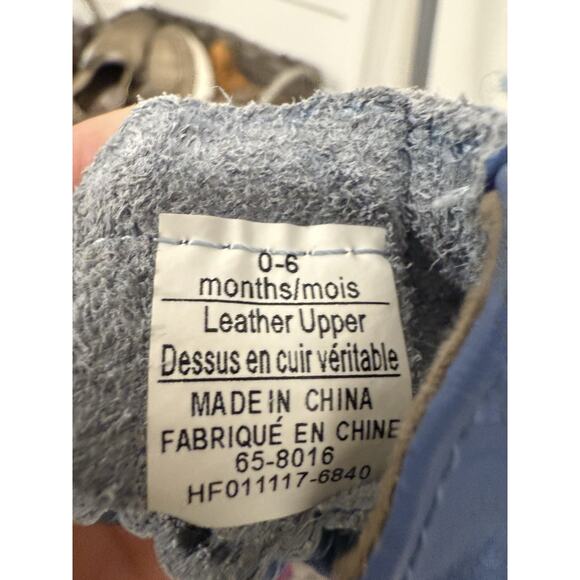 0-6
months/mois
Leather Upper
Dessus en cuir véritable
MADE IN CHINA
FABRIQUÉ EN CHINE
65-8016
HF011117-6840